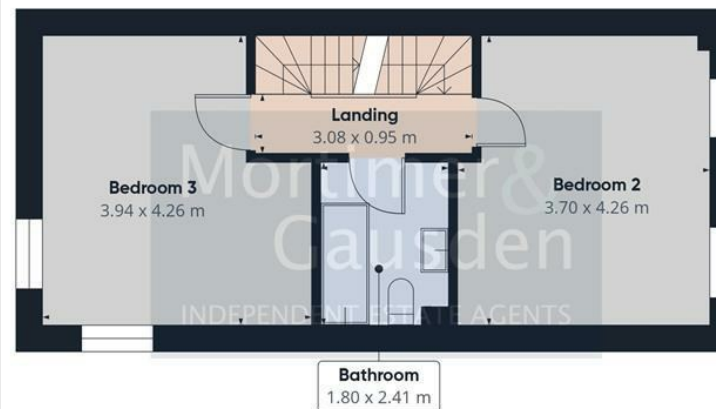 Landing
3.08 x 0.95 m
Bedroom 3
3.94 x 4.26 m
Bedroom 2
3.70 x 4.26 m
Mortimer &
Gausden
INDEPENDENT ESTATE AGENTS
Bathroom
1.80 x 2.41 m